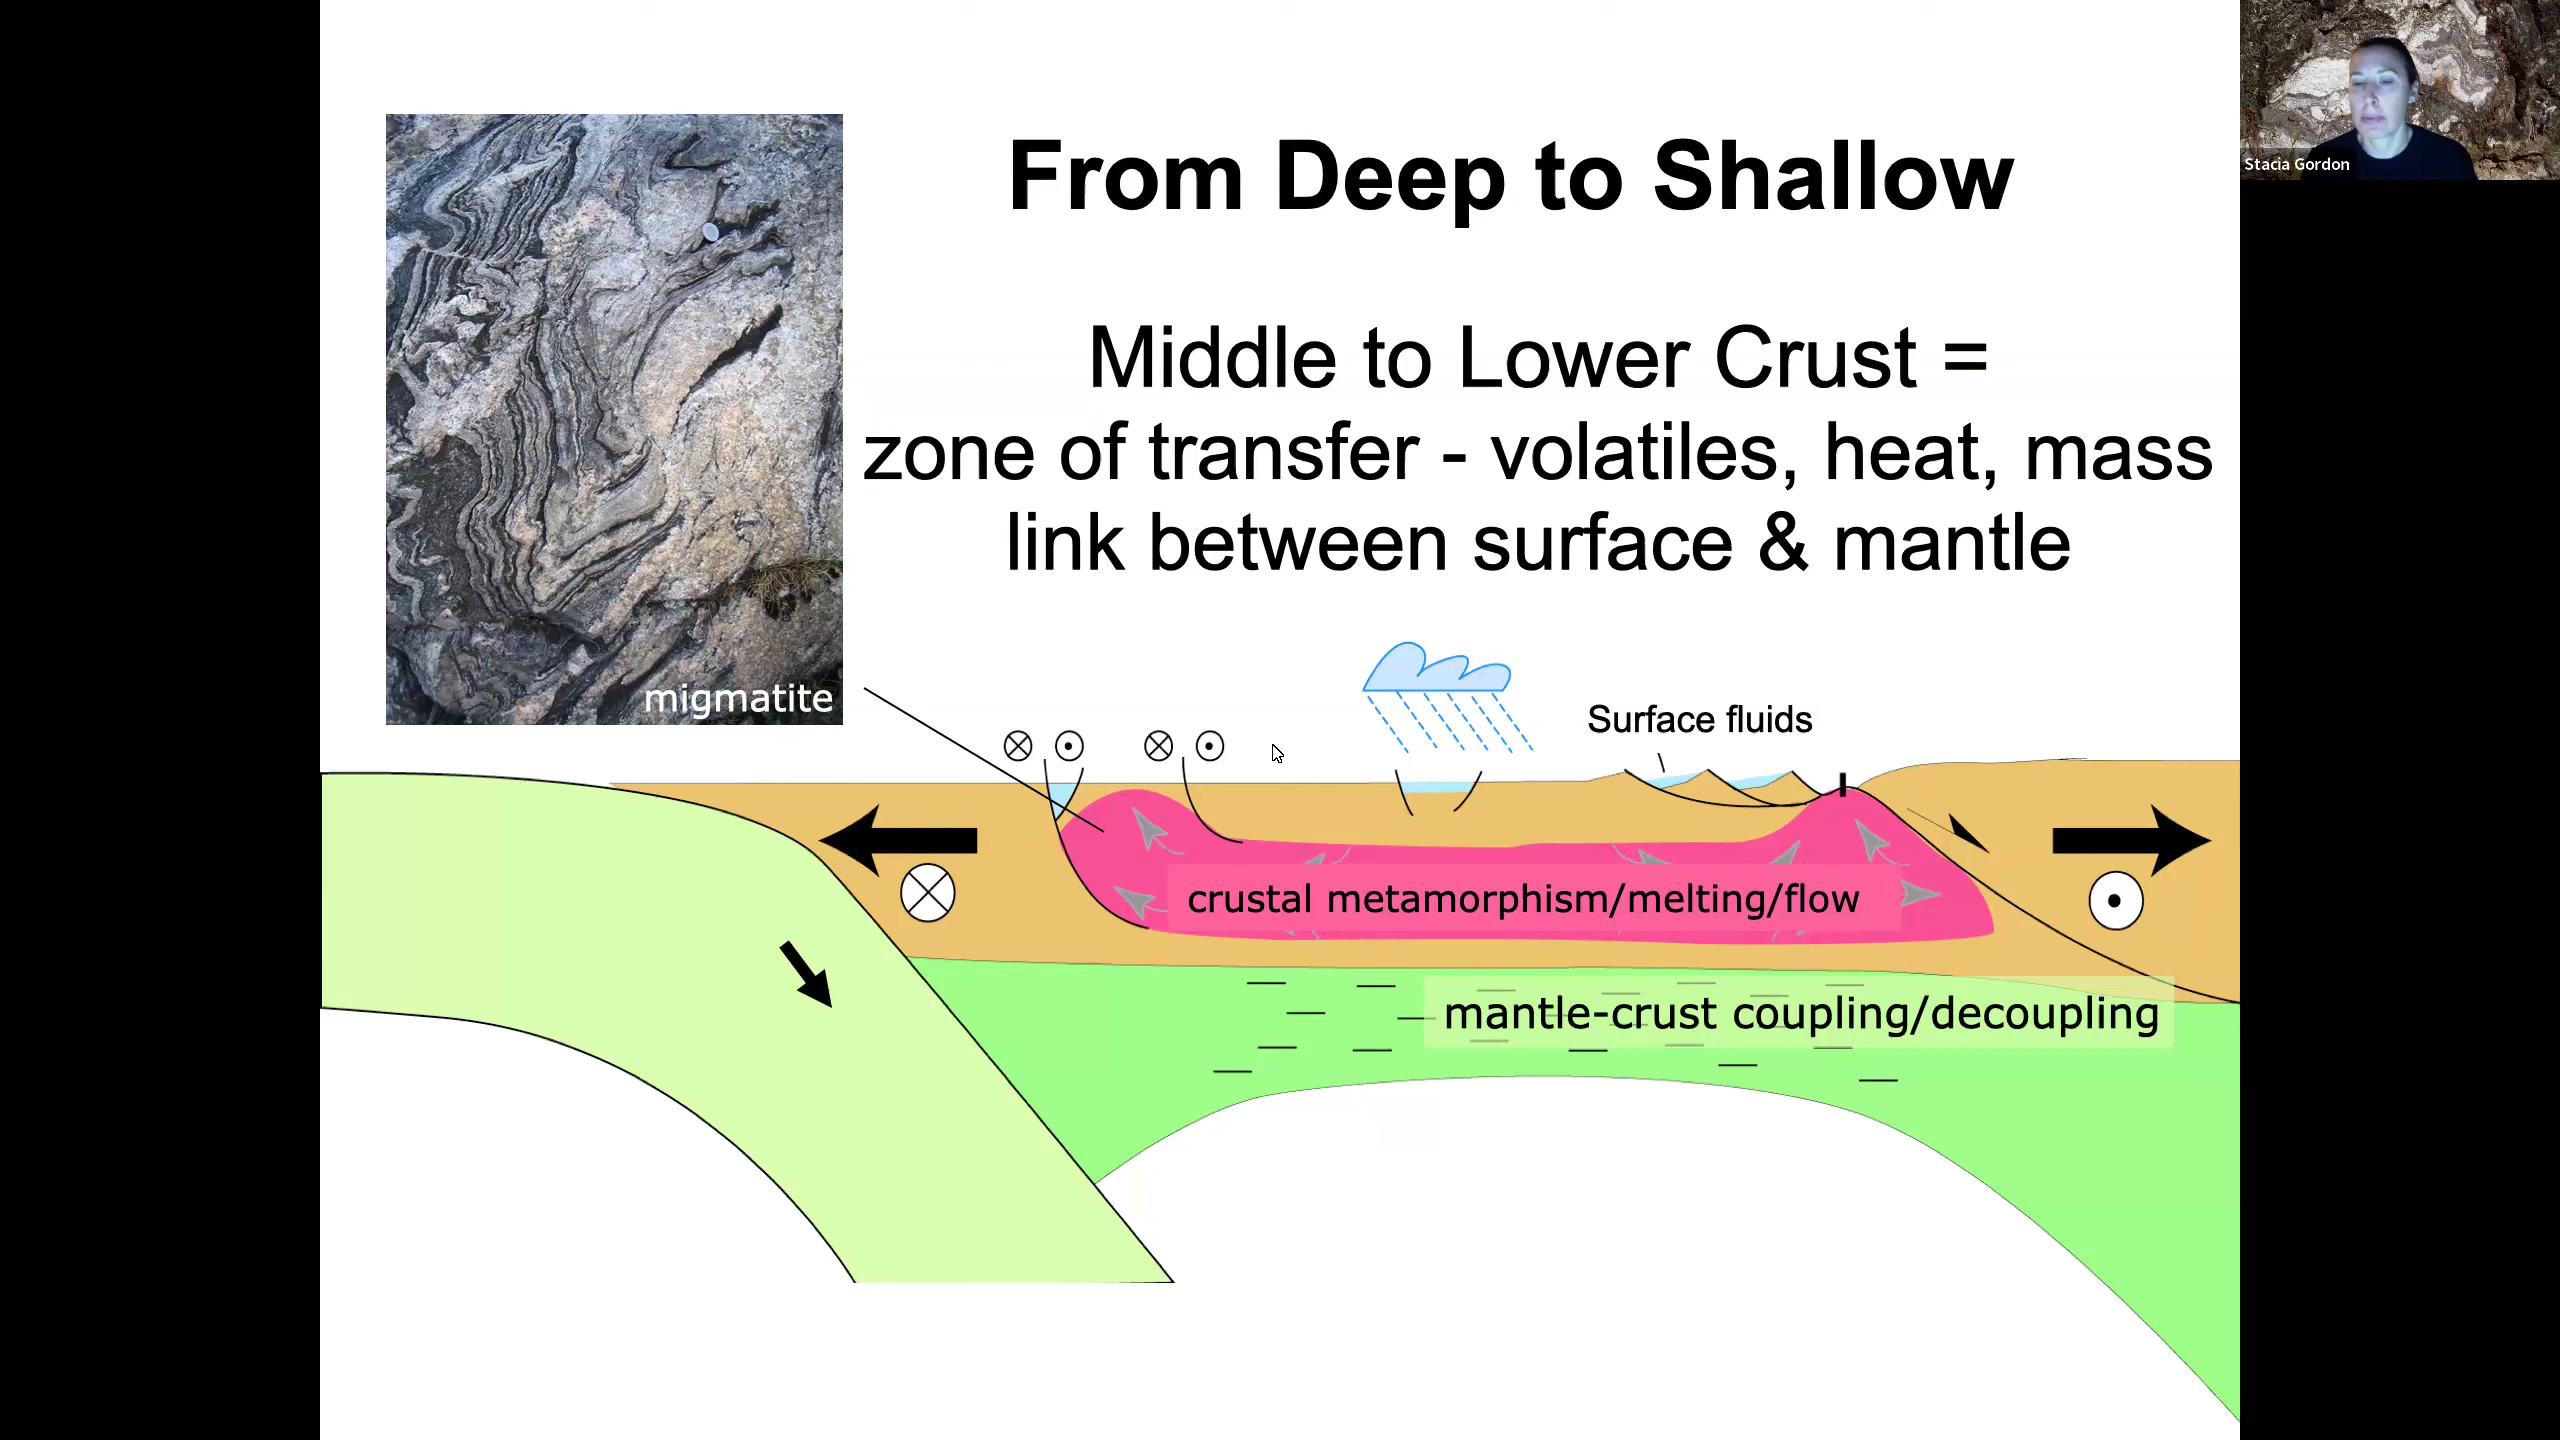 From Deep to Shallow
Stacia Gordon
Middle to Lower Crust =
zone of transfer - volatiles, heat, mass
link between surface & mantle
migmatite
Surface fluids
crustal metamorphism/melting/flow
mantle-crust coupling/decoupling